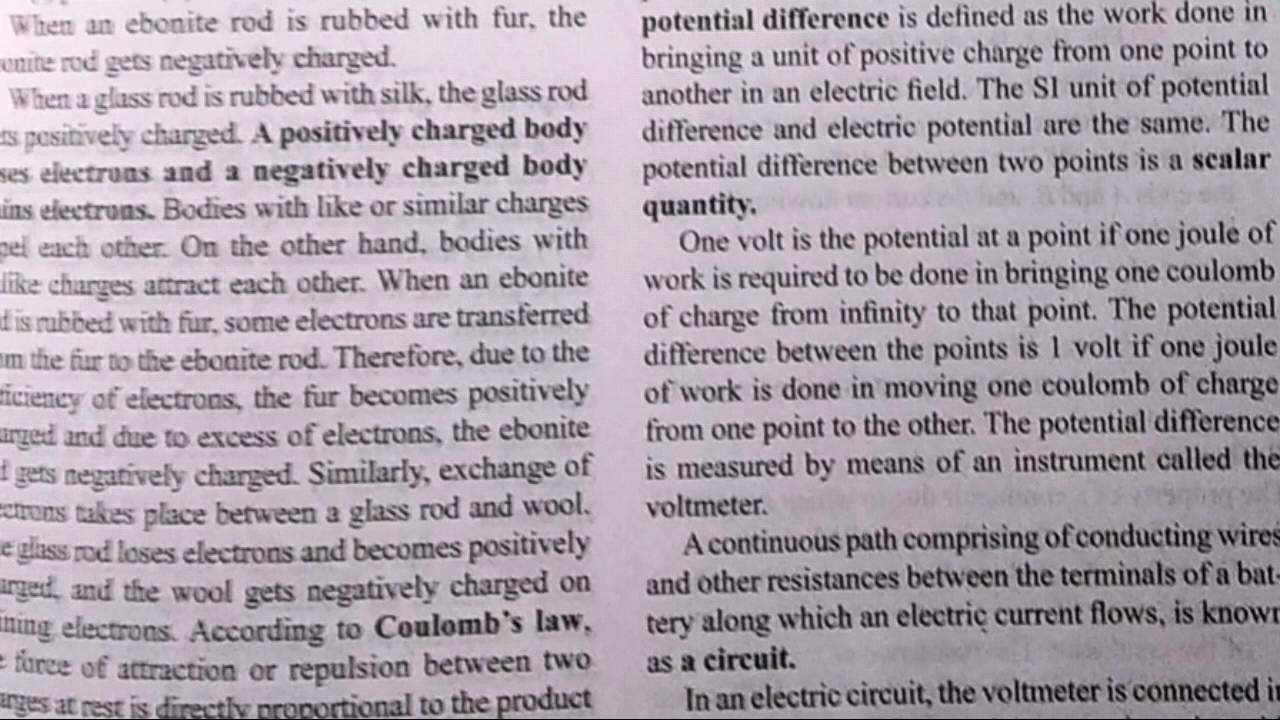 When an ebonite rod is rubbed with fur, the
onite rod gets negatively charged.
When a glass rod is rubbed with silk, the glass rod
ts positively charged. A positively charged body
ses electrons and a negatively charged body
ins electrons. Bodies with like or similar charges
pel each other. On the other hand, bodies with
like charges attract each other. When an ebonite
d is rubbed with fur, some electrons are transferred
om the fur to the ebonite rod. Therefore, due to the
ficiency of electrons, the fur becomes positively
arged and due to excess of electrons, the ebonite
d gets negatively charged. Similarly, exchange of
ectrons takes place between a glass rod and wool.
e glass rod loses electrons and becomes positively
arged, and the wool gets negatively charged on
ining electrons. According to Coulomb's law,
e force of attraction or repulsion between two
arges at rest is directly proportional to the product
potential difference is defined as the work done in
bringing a unit of positive charge from one point to
another in an electric field. The SI unit of potential
difference and electric potential are the same. The
potential difference between two points is a scalar
quantity.
One volt is the potential at a point if one joule of
work is required to be done in bringing one coulomb
of charge from infinity to that point. The potential
difference between the points is 1 volt if one joule
of work is done in moving one coulomb of charge
from one point to the other. The potential difference
is measured by means of an instrument called the
voltmeter.
A continuous path comprising of conducting wires
and other resistances between the terminals of a bat-
tery along which an electric current flows, is known
as a circuit.
In an electric circuit, the voltmeter is connected in